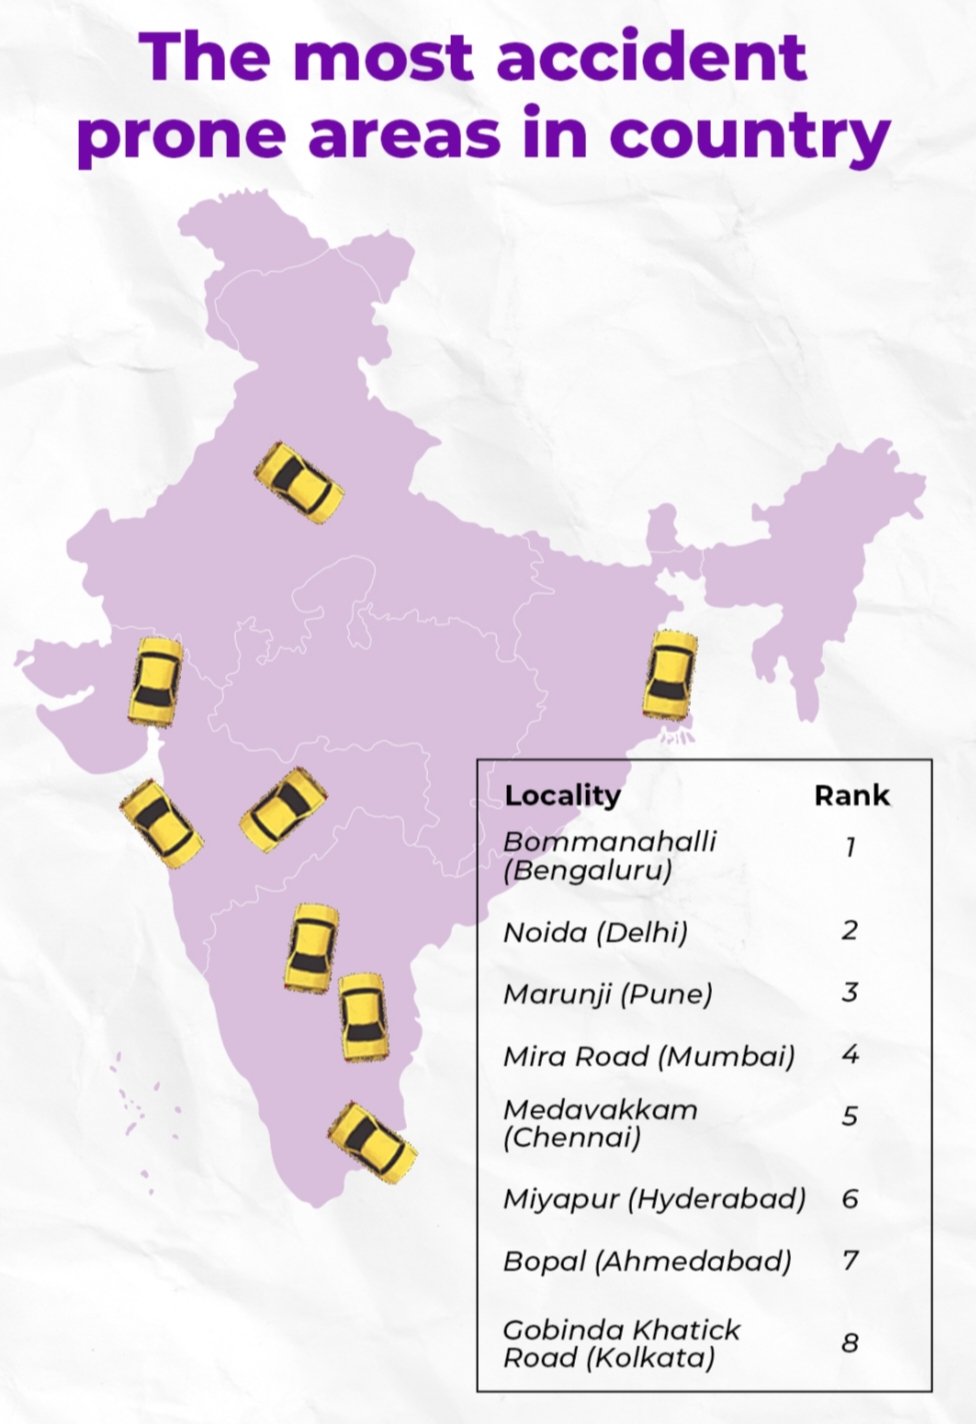 The most accident
prone areas in country
Locality Rank
Bommanahalli
(Bengaluru) 1
Noida (Delhi) 2
Marunji (Pune) 3
Mira Road (Mumbai) 4
Medavakkam
(Chennai) 5
Miyapur (Hyderabad) 6
Bopal (Ahmedabad) 7
Gobinda Khatick
Road (Kolkata) 8